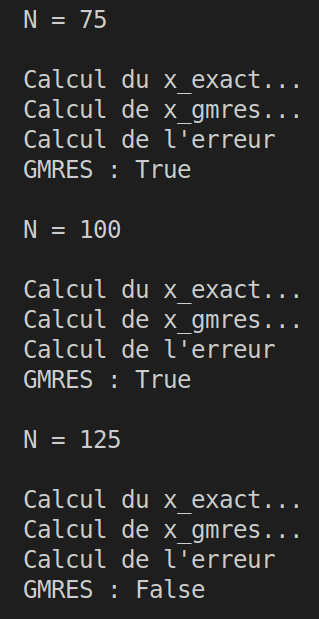 N = 75
Calcul du x_exact...
Calcul de x_gmres...
Calcul de l'erreur
GMRES : True
N = 100
Calcul du x_exact...
Calcul de x_gmres...
Calcul de l'erreur
GMRES : True
N = 125
Calcul du x_exact...
Calcul de x_gmres...
Calcul de l'erreur
GMRES : False